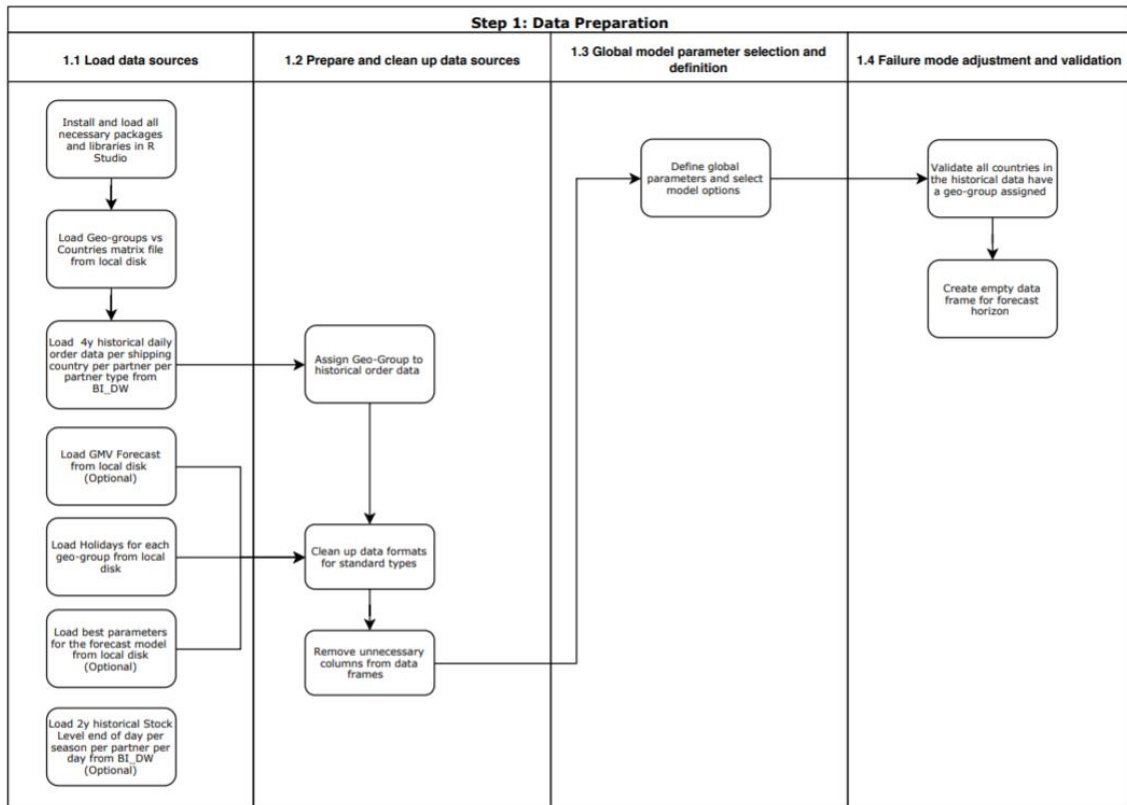 Step 1: Data Preparation
1.1 Load data sources
1.2 Prepare and clean up data sources
1.3 Global model parameter selection and
definition
1.4 Failure mode adjustment and validation
Install and load all
necessary packages
and libraries in R
Studio
Load Geo-groups vs
Countries matrix file
from local disk
Load 4y historical daily
order data per shipping
country per partner per
partner type from
BI_DW
Load GMV Forecast
from local disk
(Optional)
Load Holidays for each
geo-group from local
disk
Load best parameters
for the forecast model
from local disk
(Optional)
Load 2y historical Stock
Level end of day per
season per partner per
day from BI_DW
(Optional)
Assign Geo-Group to
historical order data
Clean up data formats
for standard types
Remove unnecessary
columns from data
frames
Define global
parameters and select
model options
Validate all countries in
the historical data have
a geo-group assigned
Create empty data
frame for forecast
horizon